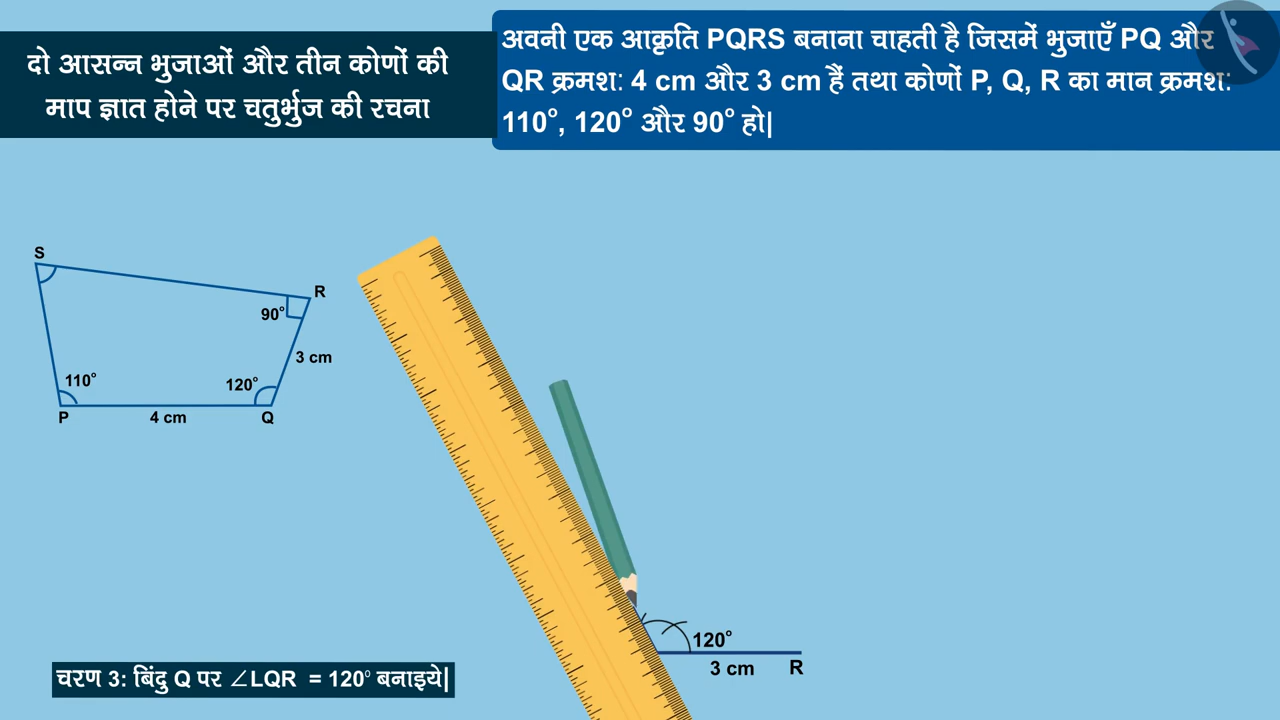 दो आसन्न भुजाओं और तीन कोणों की
माप ज्ञात होने पर चतुर्भुज की रचना
अवनी एक आकृति PQRS बनाना चाहती है जिसमें भुजाएँ PQ और
QR क्रमश: 4 cm और 3 cm हैं तथा कोणों P, Q, R का मान क्रमश:
110°, 120° और 90° हो|
S
R
90°
3 cm
110°
120°
P
4 cm
Q
120°
3 cm
R
चरण 3: बिंदु Q पर ∠LQR = 120° बनाइये|